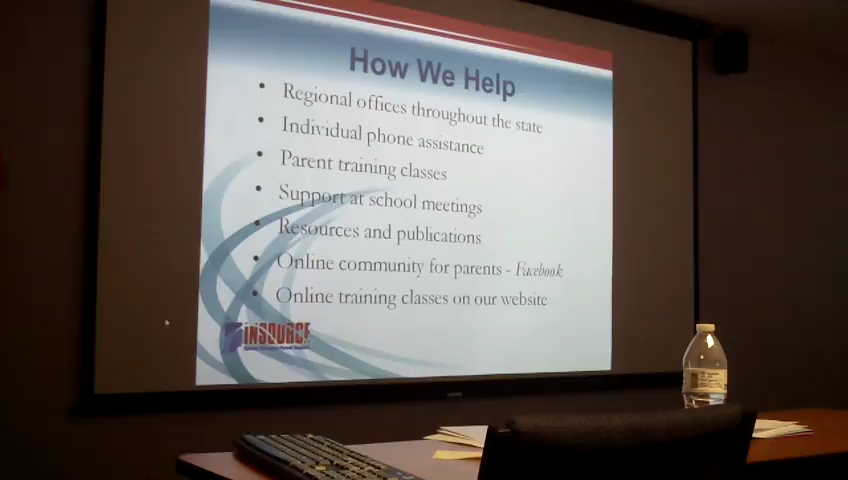 How We Help
• Regional offices throughout the state
• Individual phone assistance
• Parent training classes
• Support at school meetings
• Resources and publications
• Online community for parents - Facebook
• Online training classes on our website
INSOURCE